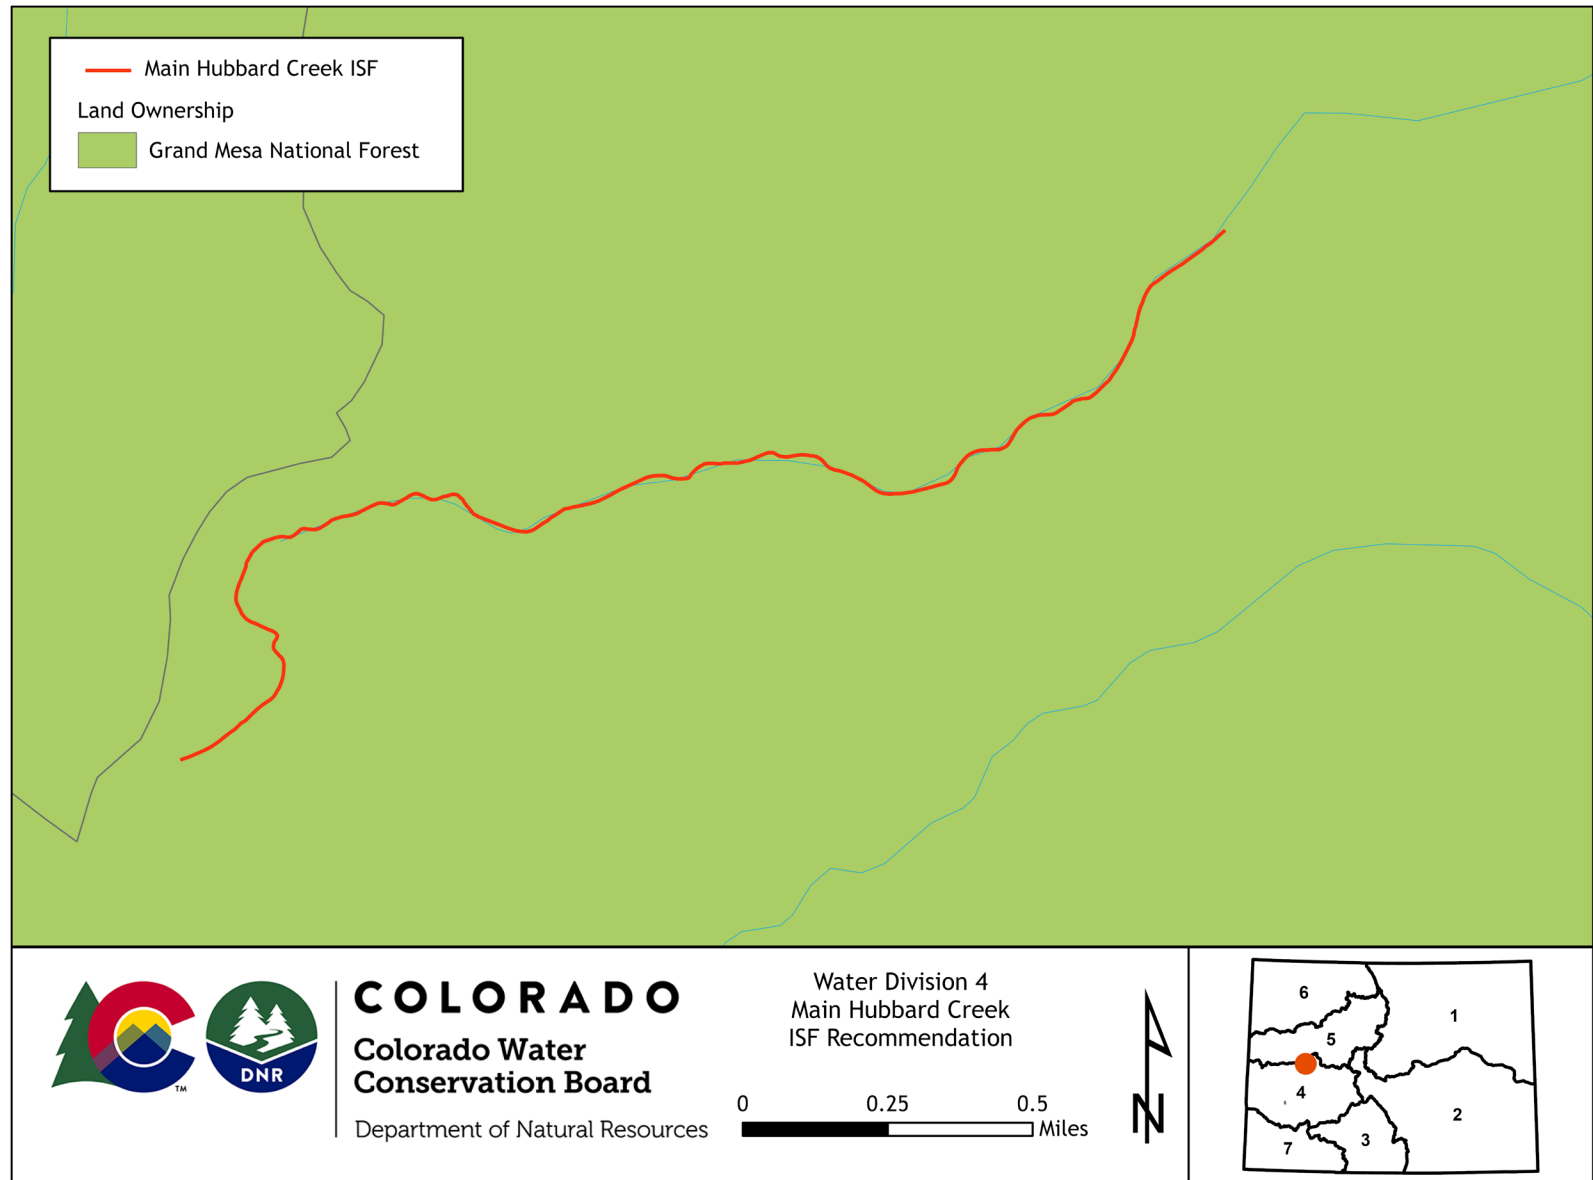 Main Hubbard Creek ISF
Land Ownership
Grand Mesa National Forest
COLORADO
Colorado Water
Conservation Board
Department of Natural Resources
TM
DNR
Water Division 4
Main Hubbard Creek
ISF Recommendation
0 0.25 0.5
Miles
N
6
1
5
4
2
3
7